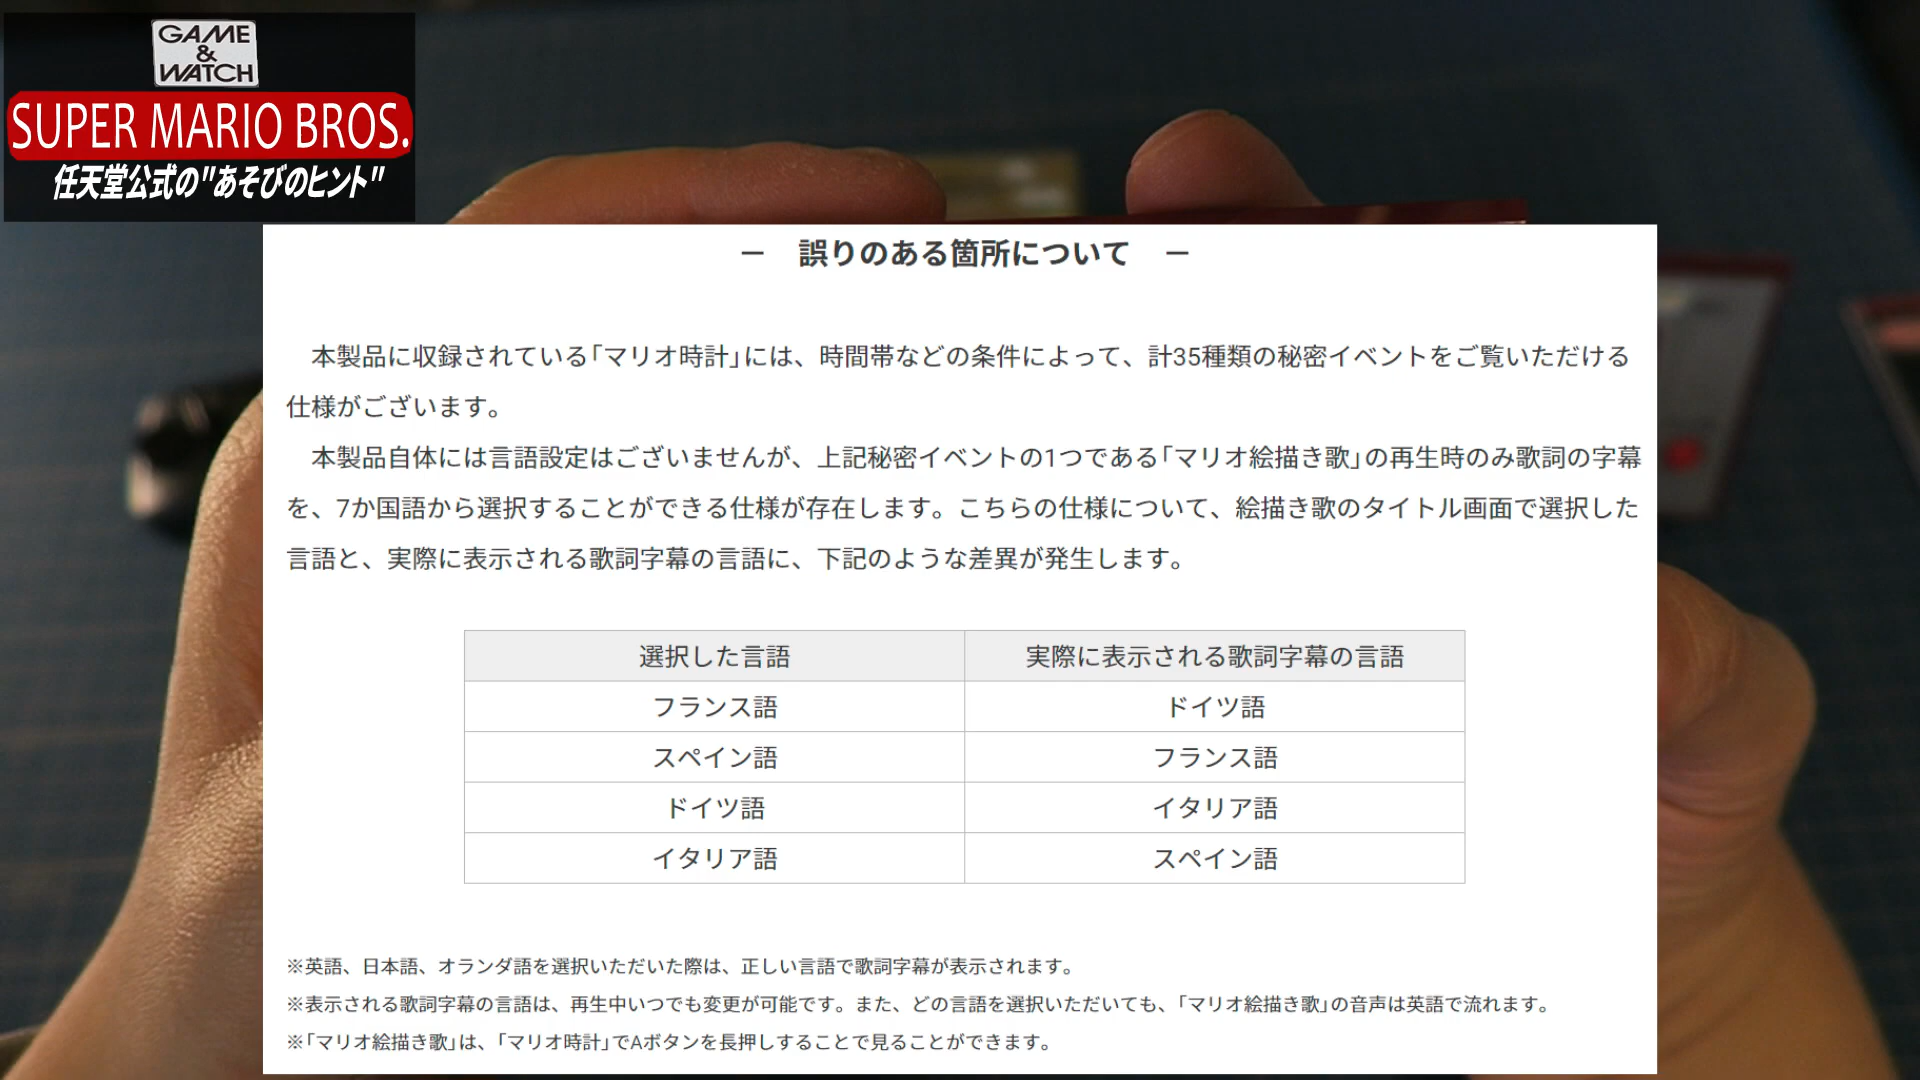 GAME
&
WATCH
SUPER MARIO BROS.
任天堂公式の"あそびのヒント"
－　誤りのある箇所について　－
本製品に収録されている「マリオ時計」には、時間帯などの条件によって、計35種類の秘密イベントをご覧いただける
仕様がございます。
本製品自体には言語設定はございませんが、上記秘密イベントの1つである「マリオ絵描き歌」の再生時のみ歌詞の字幕
を、7か国語から選択することができる仕様が存在します。こちらの仕様について、絵描き歌のタイトル画面で選択した
言語と、実際に表示される歌詞字幕の言語に、下記のような差異が発生します。
選択した言語　実際に表示される歌詞字幕の言語
フランス語　ドイツ語
スペイン語　フランス語
ドイツ語　イタリア語
イタリア語　スペイン語
※英語、日本語、オランダ語を選択いただいた際は、正しい言語で歌詞字幕が表示されます。
※表示される歌詞字幕の言語は、再生中いつでも変更が可能です。また、どの言語を選択いただいても、「マリオ絵描き歌」の音声は英語で流れます。
※「マリオ絵描き歌」は、「マリオ時計」でAボタンを長押しすることで見ることができます。